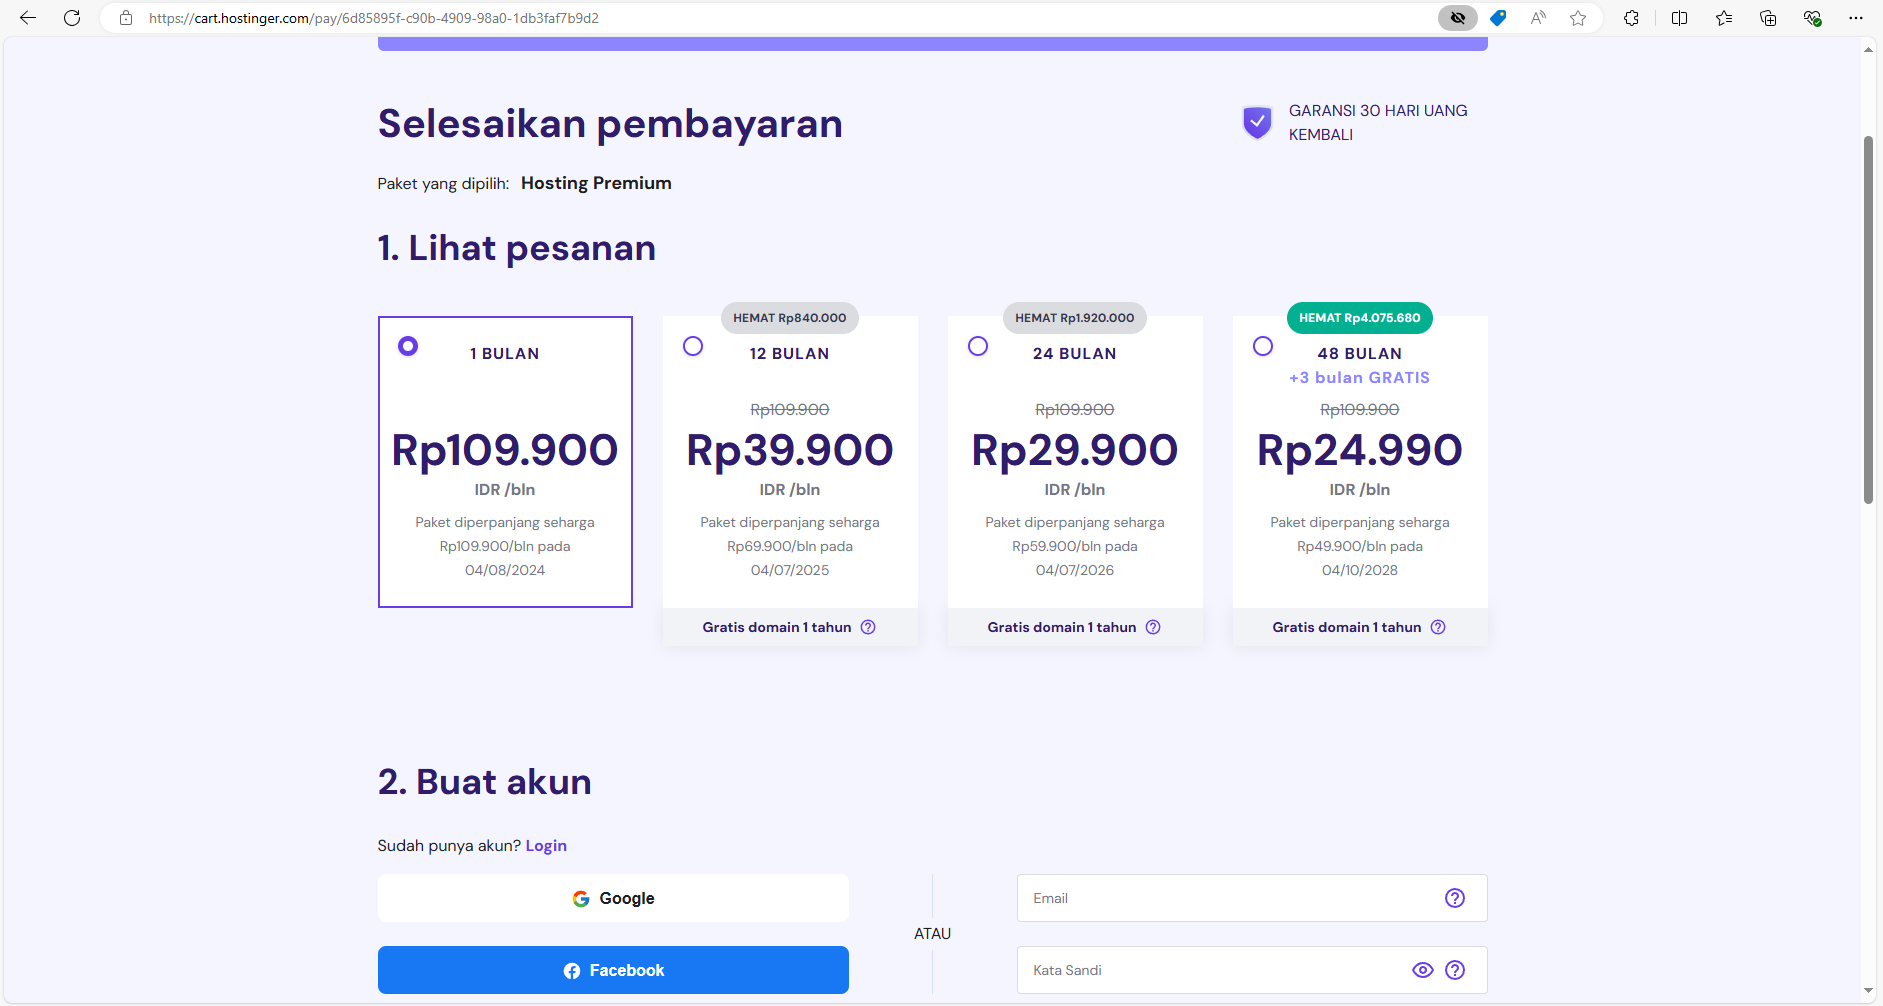 https://cart.hostinger.com/pay/6d85895f-c90b-4909-98a0-1db3faf7b9d2
Selesaikan pembayaran
GARANSI 30 HARI UANG
KEMBALI
Paket yang dipilih: Hosting Premium
1. Lihat pesanan
1 BULAN
Rp109.900
IDR /bln
Paket diperpanjang seharga
Rp109.900/bln pada
04/08/2024
HEMAT Rp840.000
12 BULAN
Rp109.900
Rp39.900
IDR /bln
Paket diperpanjang seharga
Rp69.900/bln pada
04/07/2025
Gratis domain 1 tahun
HEMAT Rp1.920.000
24 BULAN
Rp109.900
Rp29.900
IDR /bln
Paket diperpanjang seharga
Rp59.900/bln pada
04/07/2026
Gratis domain 1 tahun
HEMAT Rp4.075.680
48 BULAN
+3 bulan GRATIS
Rp109.900
Rp24.990
IDR /bln
Paket diperpanjang seharga
Rp49.900/bln pada
04/10/2028
Gratis domain 1 tahun
2. Buat akun
Sudah punya akun? Login
Google
Facebook
ATAU
Email
Kata Sandi